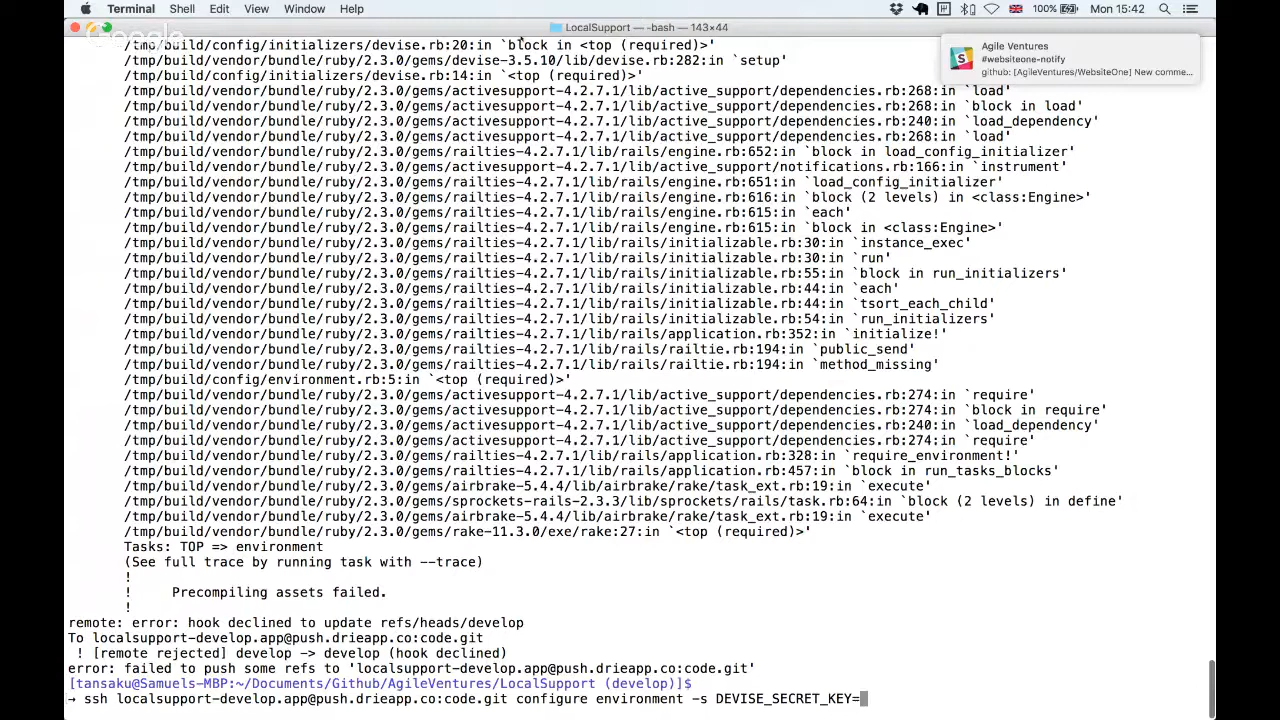 Terminal Shell Edit View Window Help 100% Mon 15:42
LocalSupport — -bash — 143×44
Google
Agile Ventures
#websiteone-notify
github: [AgileVentures/WebsiteOne] New comme...
/tmp/build/config/initializers/devise.rb:20:in `block in <top (required)>'
/tmp/build/vendor/bundle/ruby/2.3.0/gems/devise-3.5.10/lib/devise.rb:282:in `setup'
/tmp/build/config/initializers/devise.rb:14:in `<top (required)>'
/tmp/build/vendor/bundle/ruby/2.3.0/gems/activesupport-4.2.7.1/lib/active_support/dependencies.rb:268:in `load'
/tmp/build/vendor/bundle/ruby/2.3.0/gems/activesupport-4.2.7.1/lib/active_support/dependencies.rb:268:in `block in load'
/tmp/build/vendor/bundle/ruby/2.3.0/gems/activesupport-4.2.7.1/lib/active_support/dependencies.rb:240:in `load_dependency'
/tmp/build/vendor/bundle/ruby/2.3.0/gems/activesupport-4.2.7.1/lib/active_support/dependencies.rb:268:in `load'
/tmp/build/vendor/bundle/ruby/2.3.0/gems/railties-4.2.7.1/lib/rails/engine.rb:652:in `block in load_config_initializer'
/tmp/build/vendor/bundle/ruby/2.3.0/gems/activesupport-4.2.7.1/lib/active_support/notifications.rb:166:in `instrument'
/tmp/build/vendor/bundle/ruby/2.3.0/gems/railties-4.2.7.1/lib/rails/engine.rb:651:in `load_config_initializer'
/tmp/build/vendor/bundle/ruby/2.3.0/gems/railties-4.2.7.1/lib/rails/engine.rb:616:in `block (2 levels) in <class:Engine>'
/tmp/build/vendor/bundle/ruby/2.3.0/gems/railties-4.2.7.1/lib/rails/engine.rb:615:in `each'
/tmp/build/vendor/bundle/ruby/2.3.0/gems/railties-4.2.7.1/lib/rails/engine.rb:615:in `block in <class:Engine>'
/tmp/build/vendor/bundle/ruby/2.3.0/gems/railties-4.2.7.1/lib/rails/initializable.rb:30:in `instance_exec'
/tmp/build/vendor/bundle/ruby/2.3.0/gems/railties-4.2.7.1/lib/rails/initializable.rb:30:in `run'
/tmp/build/vendor/bundle/ruby/2.3.0/gems/railties-4.2.7.1/lib/rails/initializable.rb:55:in `block in run_initializers'
/tmp/build/vendor/bundle/ruby/2.3.0/gems/railties-4.2.7.1/lib/rails/initializable.rb:44:in `each'
/tmp/build/vendor/bundle/ruby/2.3.0/gems/railties-4.2.7.1/lib/rails/initializable.rb:44:in `tsort_each_child'
/tmp/build/vendor/bundle/ruby/2.3.0/gems/railties-4.2.7.1/lib/rails/initializable.rb:54:in `run_initializers'
/tmp/build/vendor/bundle/ruby/2.3.0/gems/railties-4.2.7.1/lib/rails/application.rb:352:in `initialize!'
/tmp/build/vendor/bundle/ruby/2.3.0/gems/railties-4.2.7.1/lib/rails/railtie.rb:194:in `public_send'
/tmp/build/vendor/bundle/ruby/2.3.0/gems/railties-4.2.7.1/lib/rails/railtie.rb:194:in `method_missing'
/tmp/build/config/environment.rb:5:in `<top (required)>'
/tmp/build/vendor/bundle/ruby/2.3.0/gems/activesupport-4.2.7.1/lib/active_support/dependencies.rb:274:in `require'
/tmp/build/vendor/bundle/ruby/2.3.0/gems/activesupport-4.2.7.1/lib/active_support/dependencies.rb:274:in `block in require'
/tmp/build/vendor/bundle/ruby/2.3.0/gems/activesupport-4.2.7.1/lib/active_support/dependencies.rb:240:in `load_dependency'
/tmp/build/vendor/bundle/ruby/2.3.0/gems/activesupport-4.2.7.1/lib/active_support/dependencies.rb:274:in `require'
/tmp/build/vendor/bundle/ruby/2.3.0/gems/railties-4.2.7.1/lib/rails/application.rb:328:in `require_environment!'
/tmp/build/vendor/bundle/ruby/2.3.0/gems/railties-4.2.7.1/lib/rails/application.rb:457:in `block in run_tasks_blocks'
/tmp/build/vendor/bundle/ruby/2.3.0/gems/airbrake-5.4.4/lib/airbrake/rake/task_ext.rb:19:in `execute'
/tmp/build/vendor/bundle/ruby/2.3.0/gems/sprockets-rails-2.3.3/lib/sprockets/rails/task.rb:64:in `block (2 levels) in define'
/tmp/build/vendor/bundle/ruby/2.3.0/gems/airbrake-5.4.4/lib/airbrake/rake/task_ext.rb:19:in `execute'
/tmp/build/vendor/bundle/ruby/2.3.0/gems/rake-11.3.0/exe/rake:27:in `<top (required)>'
Tasks: TOP => environment
(See full trace by running task with --trace)
!
! Precompiling assets failed.
!
remote: error: hook declined to update refs/heads/develop
To localsupport-develop.app@push.drieapp.co:code.git
! [remote rejected] develop -> develop (hook declined)
error: failed to push some refs to 'localsupport-develop.app@push.drieapp.co:code.git'
[tansaku@Samuels-MBP:~/Documents/Github/AgileVentures/LocalSupport (develop)]$
→ ssh localsupport-develop.app@push.drieapp.co:code.git configure environment -s DEVISE_SECRET_KEY=